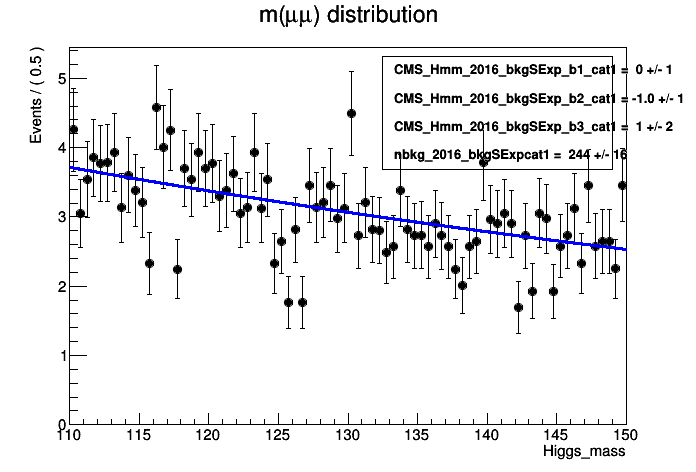 m(μμ) distribution
Events / ( 0.5 )
CMS_Hmm_2016_bkgSExp_b1_cat1 = 0 +/- 1
CMS_Hmm_2016_bkgSExp_b2_cat1 = -1.0 +/- 1
CMS_Hmm_2016_bkgSExp_b3_cat1 = 1 +/- 2
nbkg_2016_bkgSExpcat1 = 244 +/- 16
5
4
3
2
1
0
110 115 120 125 130 135 140 145 150
Higgs_mass